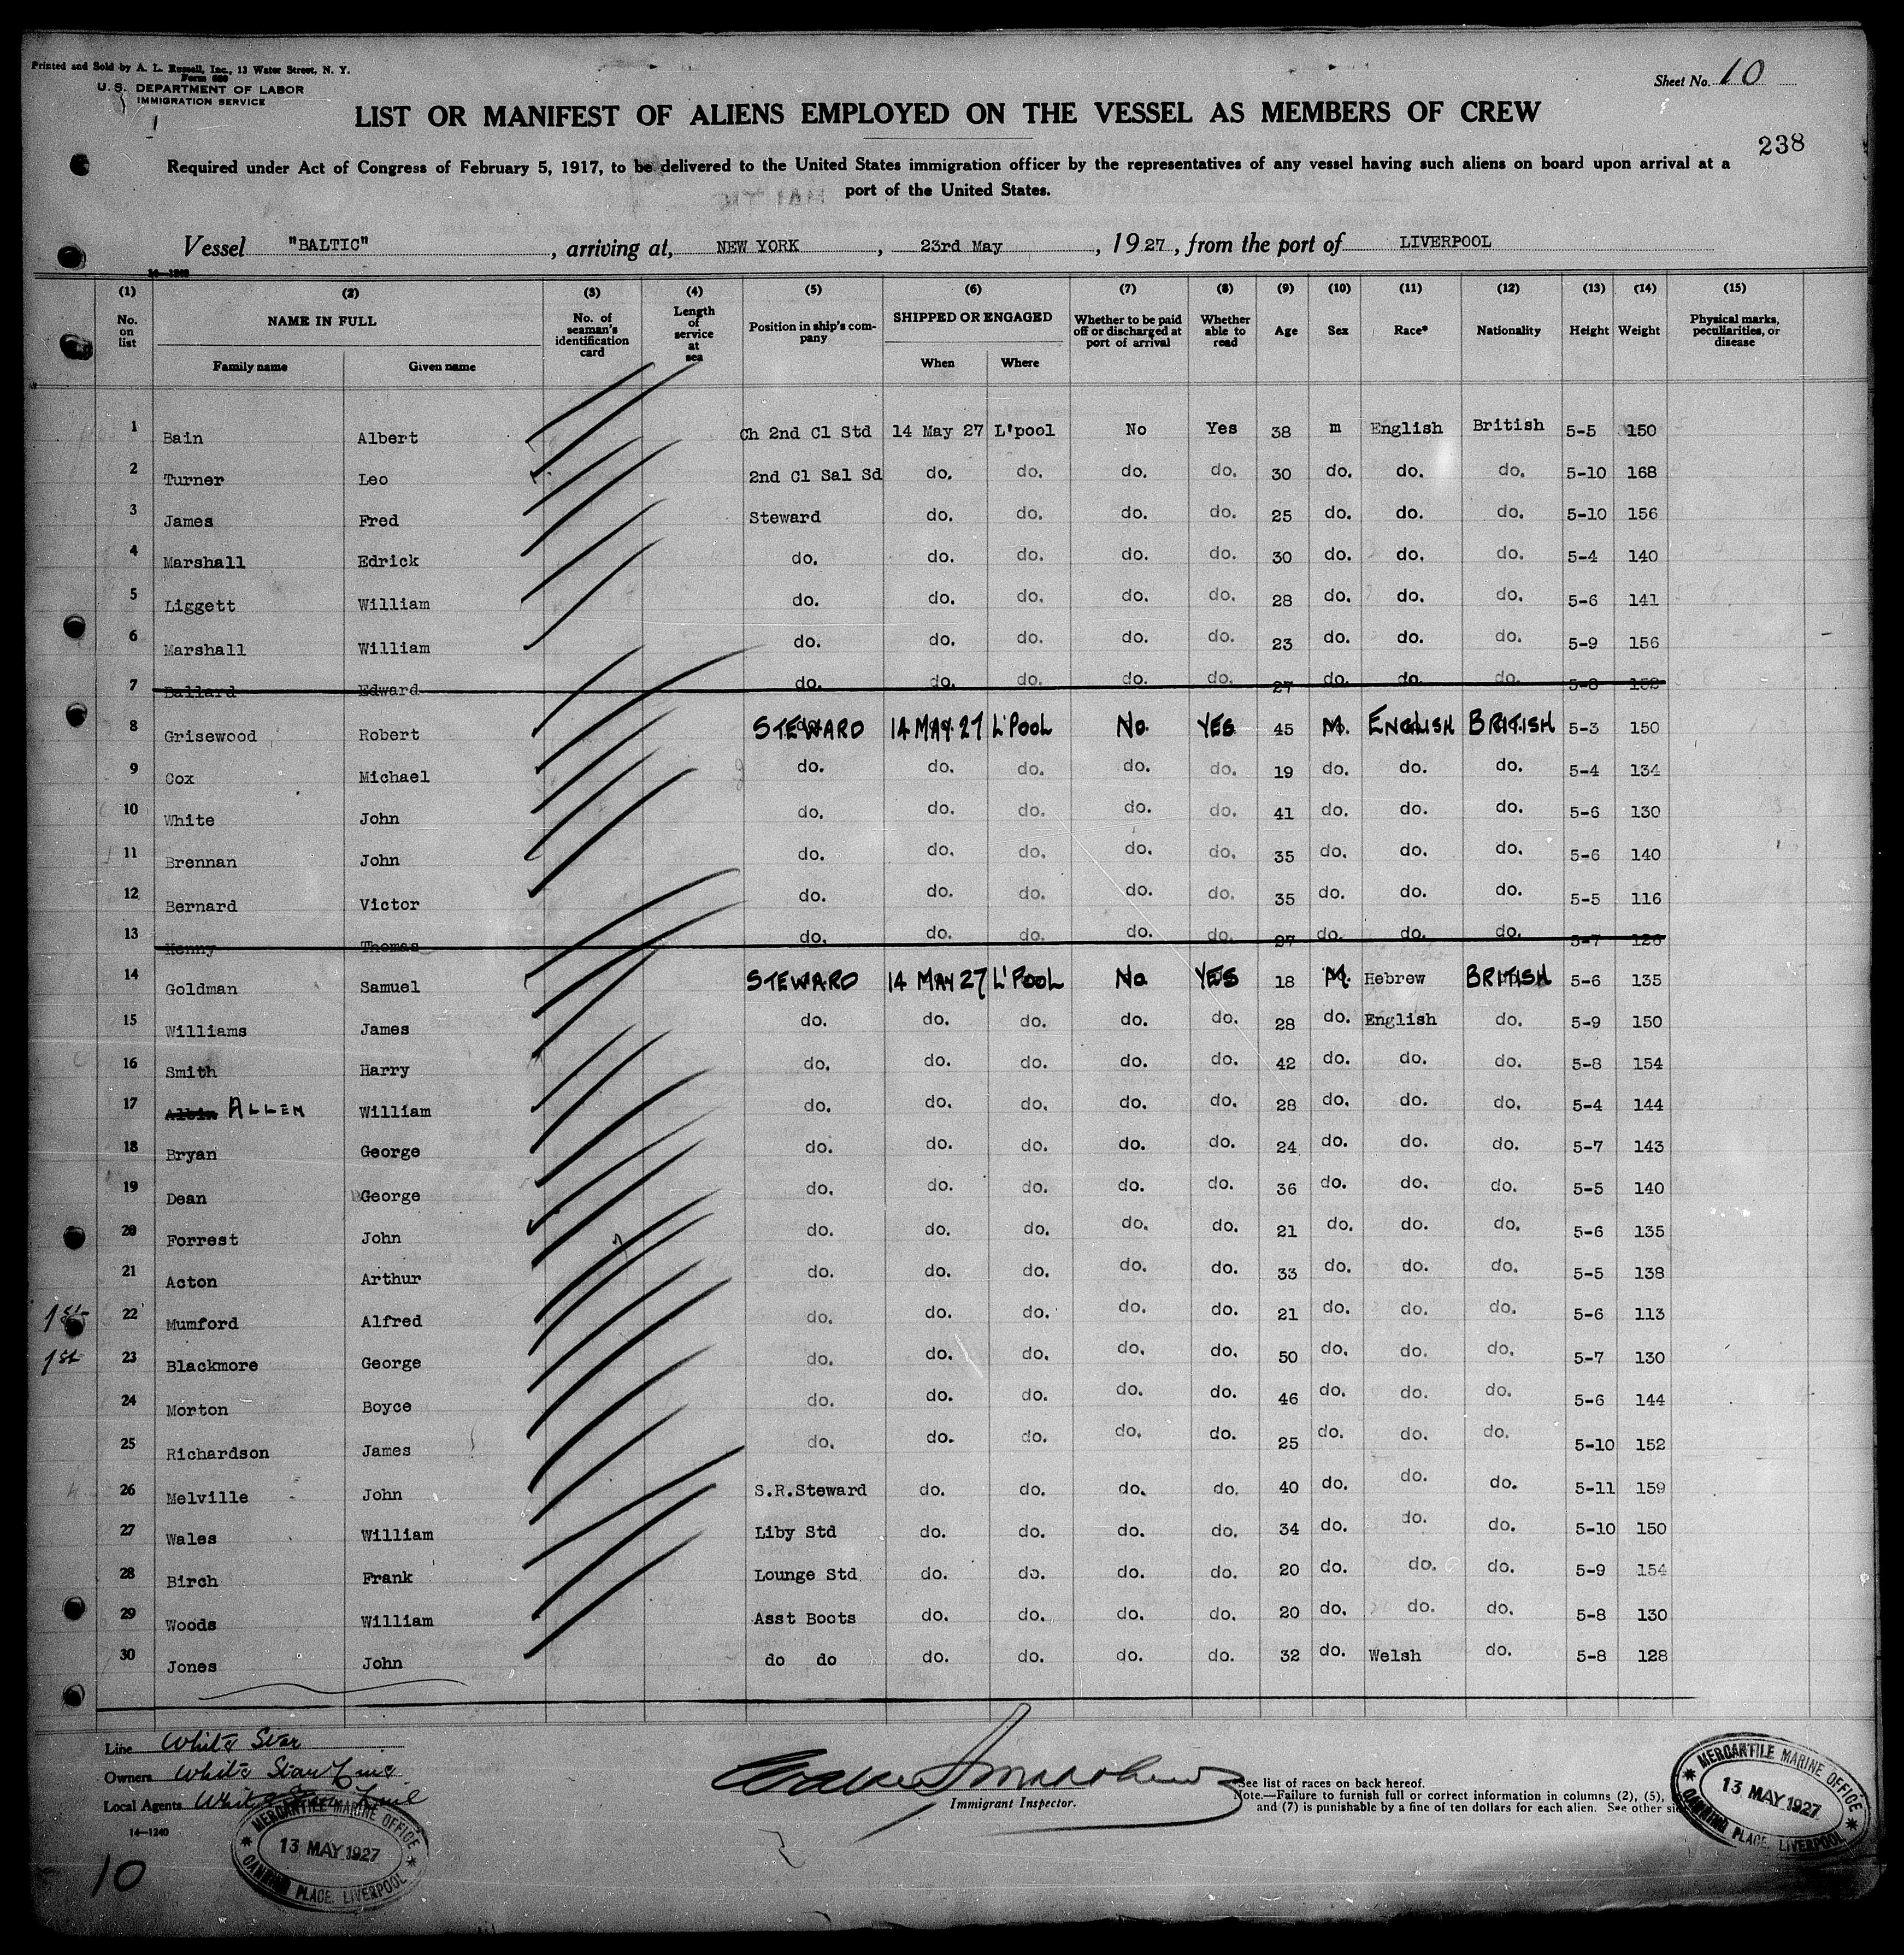 Printed and Sold by A. L. Russell, Inc., 13 Water Street, N. Y.
Form 680
U. S. DEPARTMENT OF LABOR
IMMIGRATION SERVICE
Sheet No. 10
LIST OR MANIFEST OF ALIENS EMPLOYED ON THE VESSEL AS MEMBERS OF CREW
238
Required under Act of Congress of February 5, 1917, to be delivered to the United States immigration officer by the representatives of any vessel having such aliens on board upon arrival at a
port of the United States.
Vessel "BALTIC", arriving at, NEW YORK, 23rd May, 1927, from the port of LIVERPOOL
14—1240
(1) (2) (3) (4) (5) (6) (7) (8) (9) (10) (11) (12) (13) (14) (15)
No. on list NAME IN FULL Family name Given name No. of seaman's identification card Length of service at sea Position in ship's company SHIPPED OR ENGAGED When Where Whether to be paid off or discharged at port of arrival Whether able to read Age Sex Race* Nationality Height Weight Physical marks, peculiarities, or disease
1 Bain Albert Ch 2nd Cl Std 14 May 27 L'pool No Yes 38 m English British 5-5 150
2 Turner Leo 2nd Cl Sal Sd do. do. do. do. 30 do. do. do. 5-10 168
3 James Fred Steward do. do. do. do. 25 do. do. do. 5-10 156
4 Marshall Edrick do. do. do. do. do. 30 do. do. do. 5-4 140
5 Liggett William do. do. do. do. do. 28 do. do. do. 5-6 141
6 Marshall William do. do. do. do. do. 23 do. do. do. 5-9 156
7 Ballard Edward do. do. do. do. do. 27 do. do. do. 5-8 152
8 Grisewood Robert STEWARD 14 MAY 27 L'POOL No. YES 45 M. ENGLISH BRITISH 5-3 150
9 Cox Michael do. do. do. do. do. 19 do. do. do. 5-4 134
10 White John do. do. do. do. do. 41 do. do. do. 5-6 130
11 Brennan John do. do. do. do. do. 35 do. do. do. 5-6 140
12 Bernard Victor do. do. do. do. do. 35 do. do. do. 5-5 116
13 Kenny Thomas do. do. do. do. do. 27 do. do. do. 5-7 126
14 Goldman Samuel STEWARD 14 MAY 27 L'POOL No YES 18 M. Hebrew BRITISH 5-6 135
15 Williams James do. do. do. do. do. 28 do. English do. 5-9 150
16 Smith Harry do. do. do. do. do. 42 do. do. do. 5-8 154
17 Albin ALLEN William do. do. do. do. do. 28 do. do. do. 5-4 144
18 Bryan George do. do. do. do. do. 24 do. do. do. 5-7 143
19 Dean George do. do. do. do. do. 36 do. do. do. 5-5 140
20 Forrest John do. do. do. do. do. 21 do. do. do. 5-6 135
21 Acton Arthur do. do. do. do. do. 33 do. do. do. 5-5 138
1st 22 Mumford Alfred do. do. do. do. do. 21 do. do. do. 5-6 113
1st 23 Blackmore George do. do. do. do. do. 50 do. do. do. 5-7 130
24 Morton Boyce do. do. do. do. do. 46 do. do. do. 5-6 144
25 Richardson James do. do. do. do. do. 25 do. do. do. 5-10 152
26 Melville John S.R.Steward do. do. do. do. 40 do. do. do. 5-11 159
27 Wales William Liby Std do. do. do. do. 34 do. do. do. 5-10 150
28 Birch Frank Lounge Std do. do. do. do. 20 do. do. do. 5-9 154
29 Woods William Asst Boots do. do. do. do. 20 do. do. do. 5-8 130
30 Jones John do do do. do. do. do. 32 do. Welsh do. 5-8 128
Line White Star
Owners White Star Line
Local Agents White Star Line
14—1240
Immigrant Inspector.
See list of races on back hereof.
Note.—Failure to furnish full or correct information in columns (2), (5),
and (7) is punishable by a fine of ten dollars for each alien. See other
MERCANTILE MARINE OFFICE
13 MAY 1927
CANNING PLACE, LIVERPOOL
MERCANTILE MARINE OFFICE
13 MAY 1927
CANNING PLACE, LIVERPOOL
10